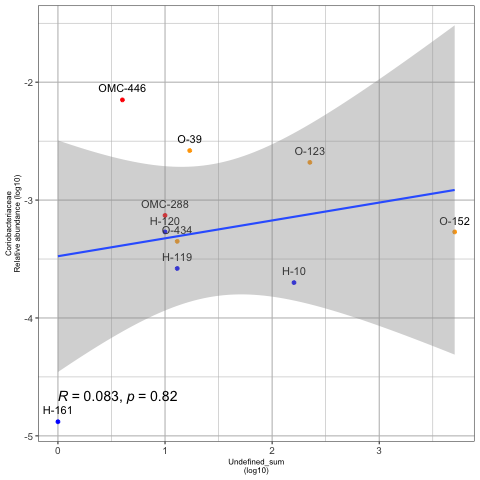 OMC-446
O-39
O-123
OMC-288
H-120
O-434
O-152
H-119
H-10
R = 0.083, p = 0.82
H-161
-2
-3
-4
-5
0 1 2 3
Coriobacteriaceae
Relative abundance (log10)
Undefined_sum
(log10)